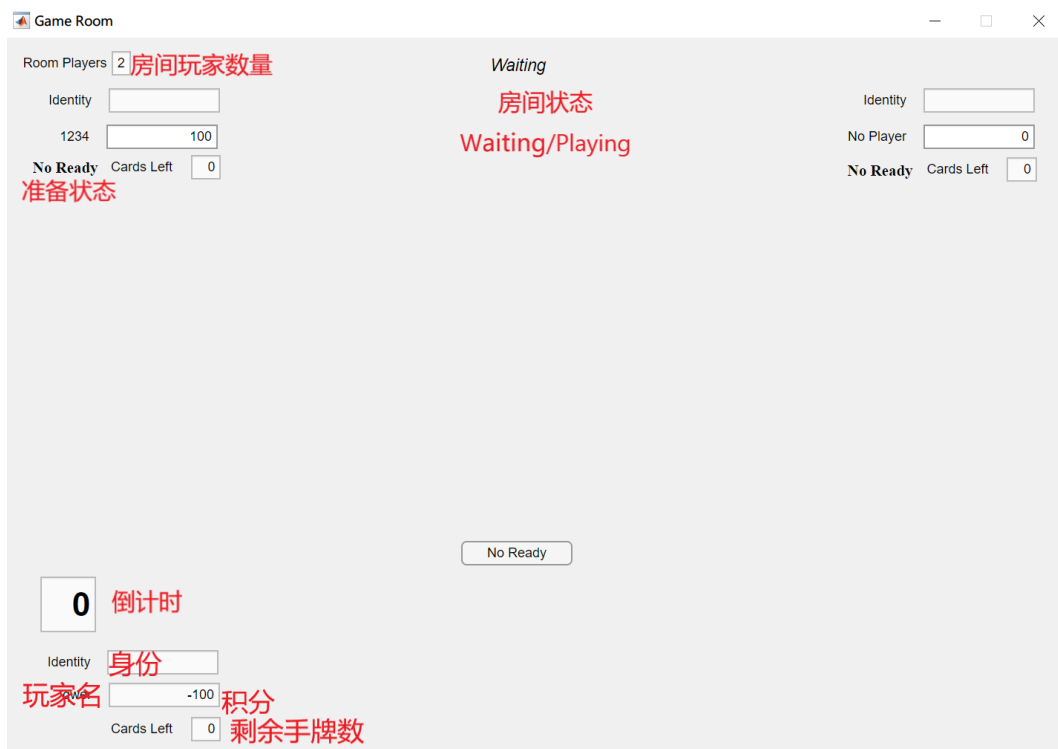 Game Room
Room Players 2 房间玩家数量
Waiting
Identity
房间状态
Identity
1234 100
Waiting/Playing
No Player 0
No Ready Cards Left 0
No Ready Cards Left 0
准备状态
No Ready
0 倒计时
Identity 身份
玩家名 -100 积分
Cards Left 0 剩余手牌数